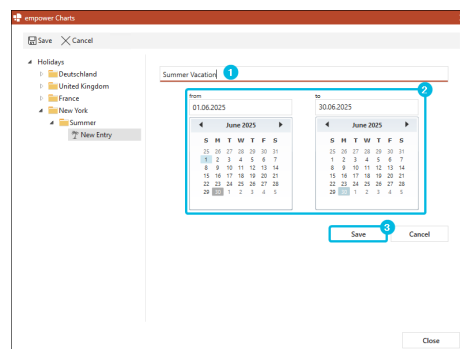 empower Charts
Save Cancel
Holidays
Deutschland
United Kingdom
France
New York
Summer
New Entry
Summer Vacation
1
2
from
01.06.2025
June 2025
S M T W T F S
25 26 27 28 29 30 31
1 2 3 4 5 6 7
8 9 10 11 12 13 14
15 16 17 18 19 20 21
22 23 24 25 26 27 28
29 30 1 2 3 4 5
to
30.06.2025
June 2025
S M T W T F S
25 26 27 28 29 30 31
1 2 3 4 5 6 7
8 9 10 11 12 13 14
15 16 17 18 19 20 21
22 23 24 25 26 27 28
29 30 1 2 3 4 5
3
Save Cancel
Close